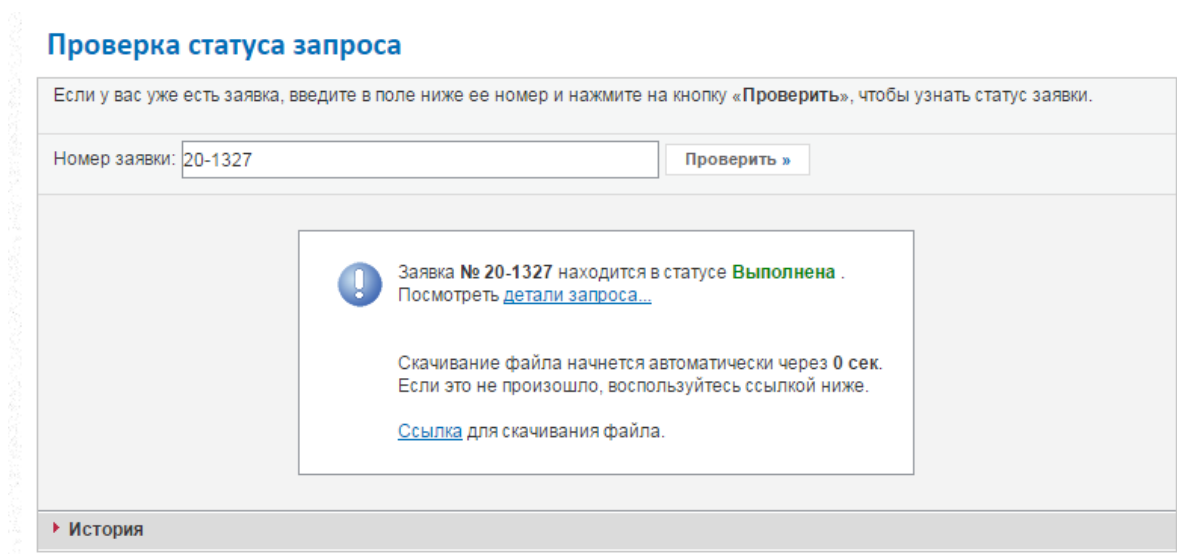 Проверка статуса запроса
Если у вас уже есть заявка, введите в поле ниже ее номер и нажмите на кнопку «Проверить», чтобы узнать статус заявки.
Номер заявки: 20-1327 Проверить »
Заявка № 20-1327 находится в статусе Выполнена .
Посмотреть детали запроса...
Скачивание файла начнется автоматически через 0 сек.
Если это не произошло, воспользуйтесь ссылкой ниже.
Ссылка для скачивания файла.
История